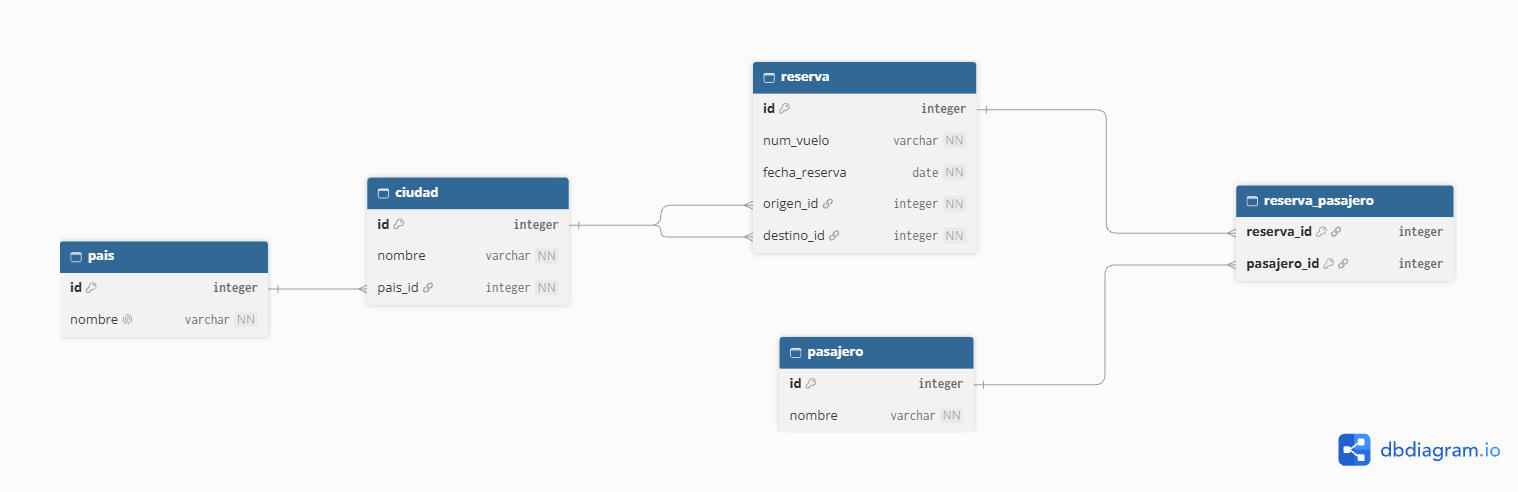 reserva
id integer
num_vuelo varchar NN
fecha_reserva date NN
origen_id integer NN
destino_id integer NN
ciudad
id integer
nombre varchar NN
pais_id integer NN
reserva_pasajero
reserva_id integer
pasajero_id integer
pais
id integer
nombre varchar NN
pasajero
id integer
nombre varchar NN
dbdiagram.io